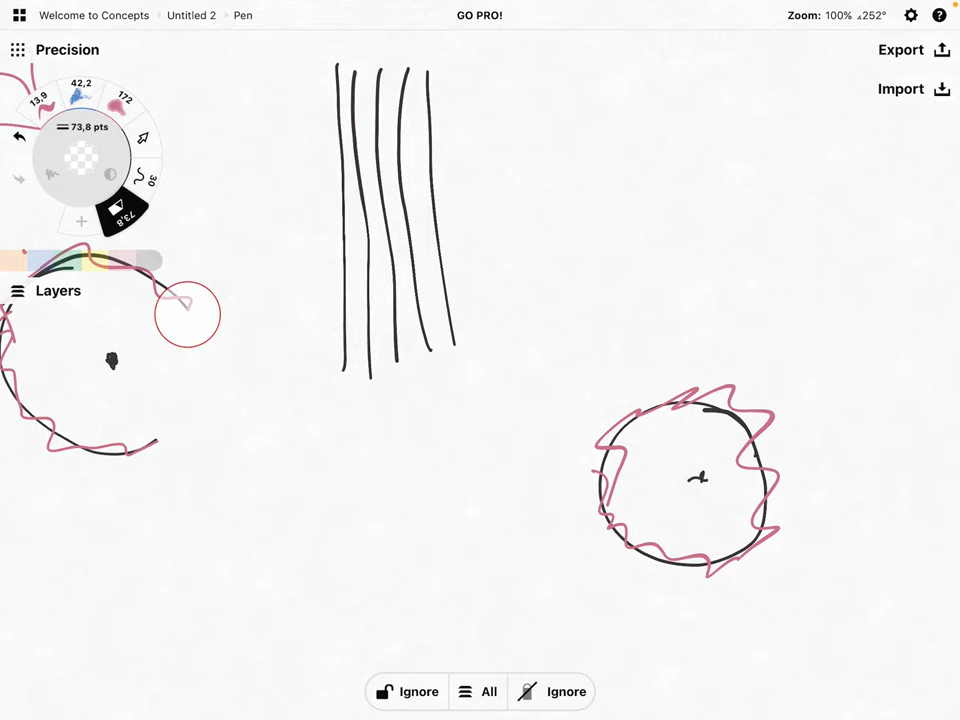 Welcome to Concepts › Untitled 2 › Pen
GO PRO!
Zoom: 100% ⊿252°
?
Precision
Export
Import
42,2
13,9
172
73,8 pts
30
73,8
+
Layers
Ignore
All
Ignore